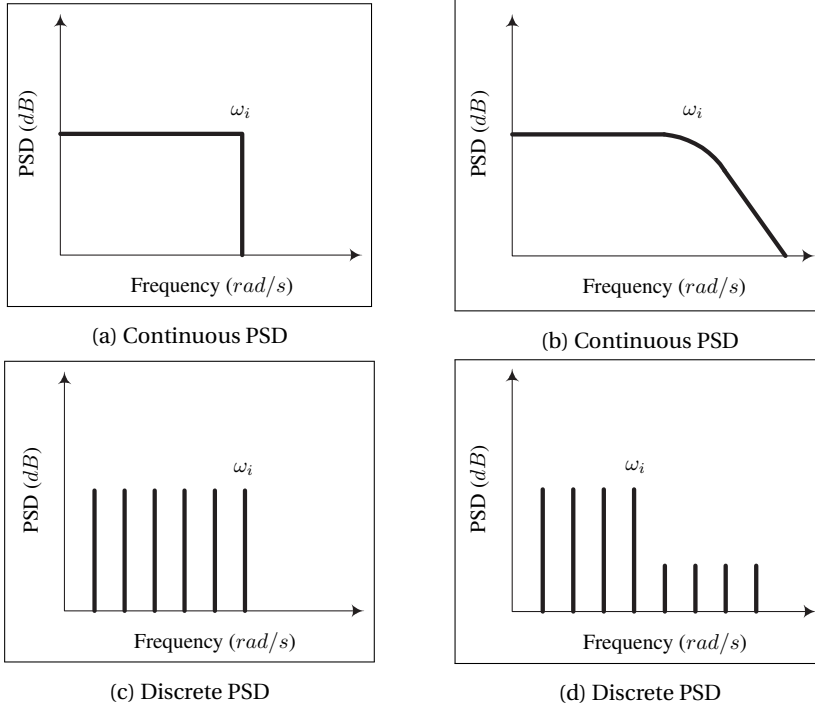 PSD (dB)
ω_i
Frequency (rad/s)
(a) Continuous PSD
PSD (dB)
ω_i
Frequency (rad/s)
(b) Continuous PSD
PSD (dB)
ω_i
Frequency (rad/s)
(c) Discrete PSD
PSD (dB)
ω_i
Frequency (rad/s)
(d) Discrete PSD